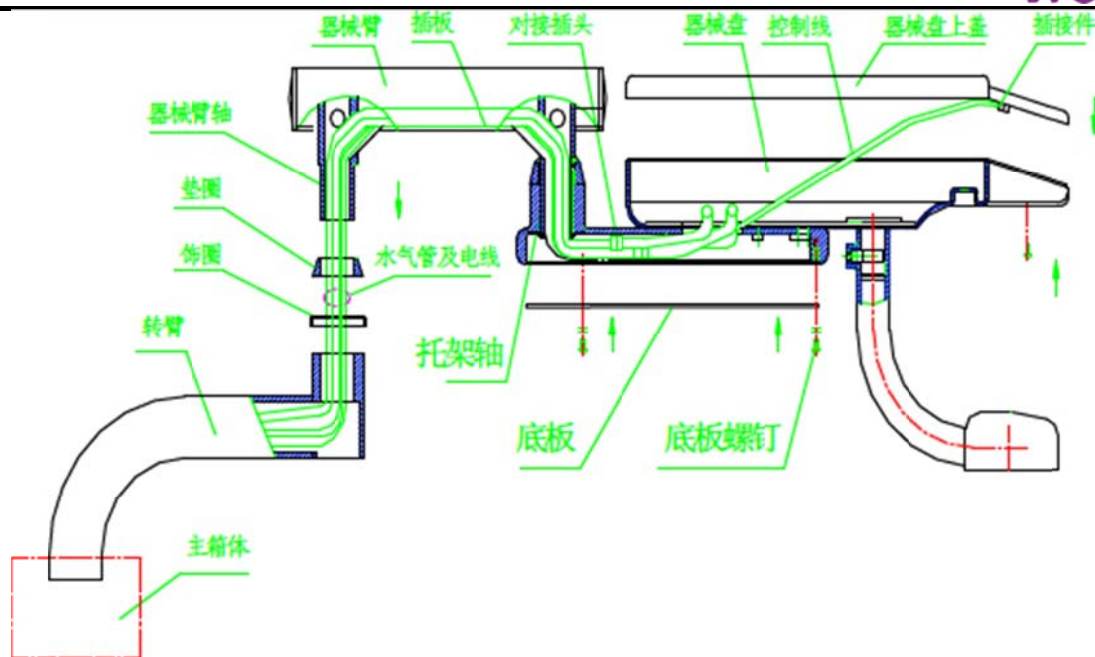 器械臂
插板
对接插头
器械盘
控制线
器械盘上盖
插接件
器械臂轴
垫圈
饰圈
水气管及电线
转臂
托架轴
底板
底板螺钉
主箱体